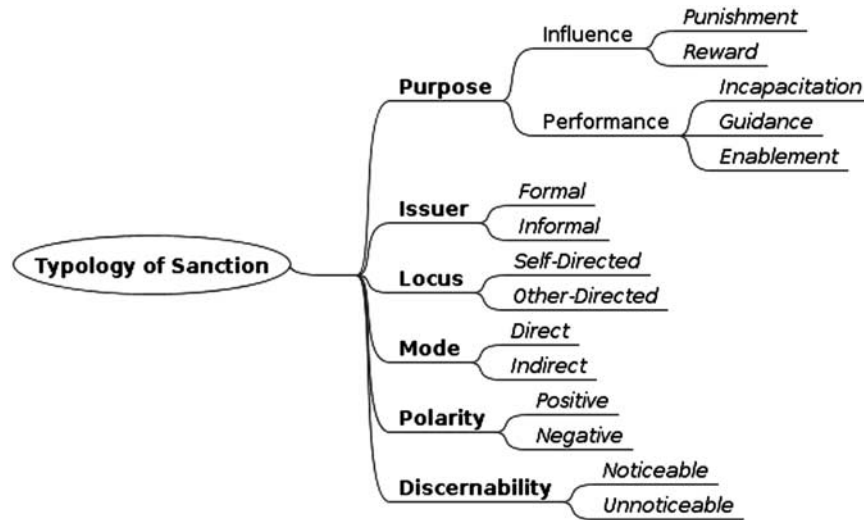 Typology of Sanction
Purpose
Influence
Punishment
Reward
Performance
Incapacitation
Guidance
Enablement
Issuer
Formal
Informal
Locus
Self-Directed
Other-Directed
Mode
Direct
Indirect
Polarity
Positive
Negative
Discernability
Noticeable
Unnoticeable